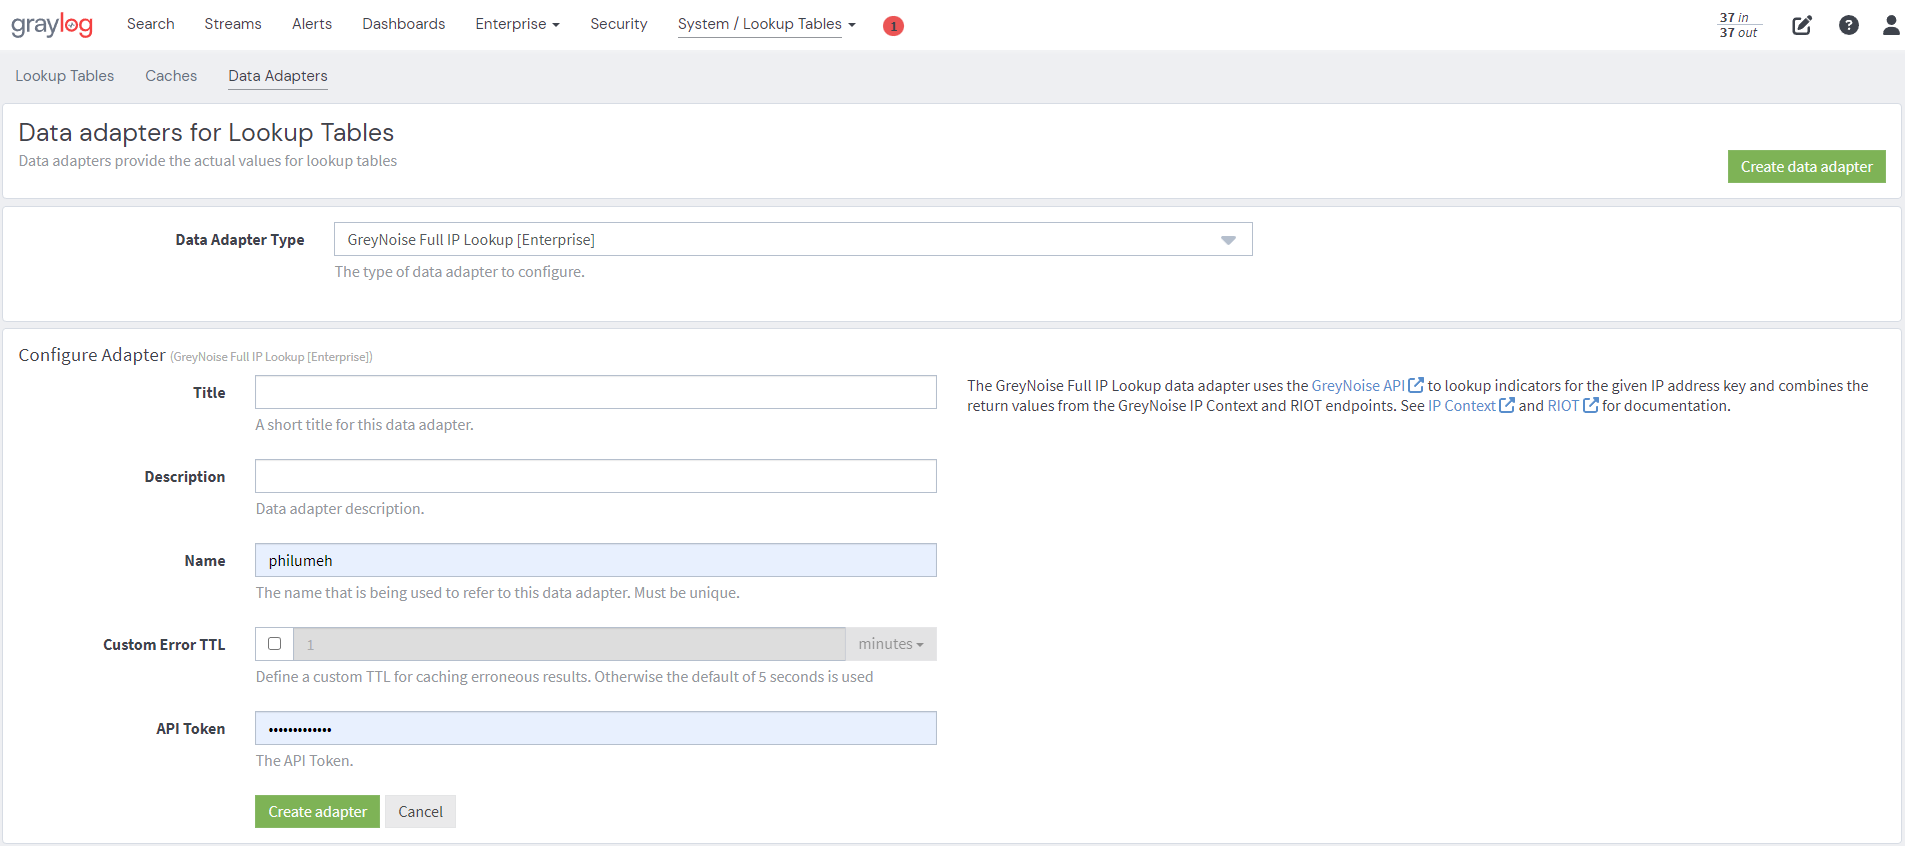 graylog Search Streams Alerts Dashboards Enterprise Security System / Lookup Tables 1 37 in
37 out
Lookup Tables Caches Data Adapters
Data adapters for Lookup Tables
Data adapters provide the actual values for lookup tables
Create data adapter
Data Adapter Type GreyNoise Full IP Lookup [Enterprise]
The type of data adapter to configure.
Configure Adapter (GreyNoise Full IP Lookup [Enterprise])
Title
A short title for this data adapter.
The GreyNoise Full IP Lookup data adapter uses the GreyNoise API to lookup indicators for the given IP address key and combines the
return values from the GreyNoise IP Context and RIOT endpoints. See IP Context and RIOT for documentation.
Description
Data adapter description.
Name philumeh
The name that is being used to refer to this data adapter. Must be unique.
Custom Error TTL 1 minutes
Define a custom TTL for caching erroneous results. Otherwise the default of 5 seconds is used
API Token •••••••••••••
The API Token.
Create adapter Cancel